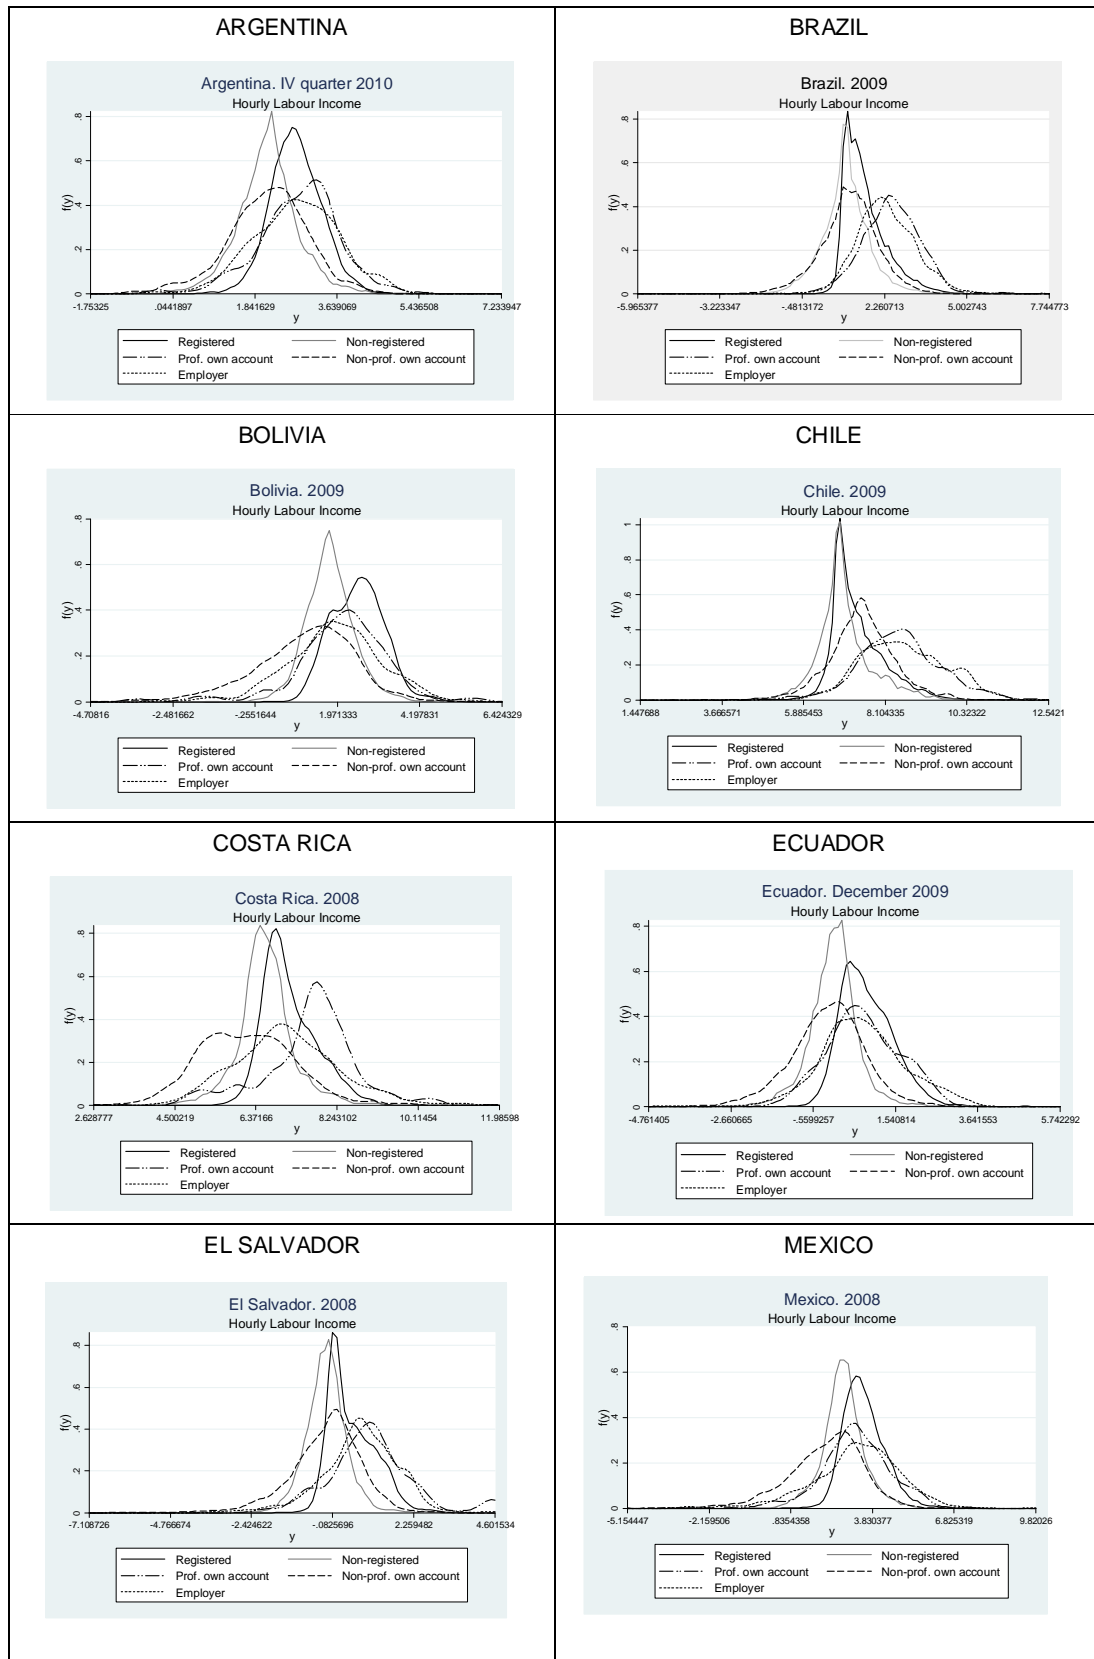 ARGENTINA
Argentina. IV quarter 2010
Hourly Labour Income
f(y)
0 .2 .4 .6 .8
-1.75325 .0441897 1.841629 3.639069 5.436508 7.233947
y
Registered Non-registered
Prof. own account Non-prof. own account
Employer
BRAZIL
Brazil. 2009
Hourly Labour Income
f(y)
0 .2 .4 .6 .8
-5.965377 -3.223347 -.4813172 2.260713 5.002743 7.744773
y
Registered Non-registered
Prof. own account Non-prof. own account
Employer
BOLIVIA
Bolivia. 2009
Hourly Labour Income
f(y)
0 .2 .4 .6 .8
-4.70816 -2.481662 -.2551644 1.971333 4.197831 6.424329
y
Registered Non-registered
Prof. own account Non-prof. own account
Employer
CHILE
Chile. 2009
Hourly Labour Income
f(y)
0 .2 .4 .6 .8 1
1.447688 3.666571 5.885453 8.104335 10.32322 12.5421
y
Registered Non-registered
Prof. own account Non-prof. own account
Employer
COSTA RICA
Costa Rica. 2008
Hourly Labour Income
f(y)
0 .2 .4 .6 .8
2.628777 4.500219 6.37166 8.243102 10.11454 11.98598
y
Registered Non-registered
Prof. own account Non-prof. own account
Employer
ECUADOR
Ecuador. December 2009
Hourly Labour Income
f(y)
0 .2 .4 .6 .8
-4.761405 -2.660665 -.5599257 1.540814 3.641553 5.742292
y
Registered Non-registered
Prof. own account Non-prof. own account
Employer
EL SALVADOR
El Salvador. 2008
Hourly Labour Income
f(y)
0 .2 .4 .6 .8
-7.108726 -4.766674 -2.424622 -.0825696 2.259482 4.601534
y
Registered Non-registered
Prof. own account Non-prof. own account
Employer
MEXICO
Mexico. 2008
Hourly Labour Income
f(y)
0 .2 .4 .6 .8
-5.154447 -2.159506 .8354358 3.830377 6.825319 9.82026
y
Registered Non-registered
Prof. own account Non-prof. own account
Employer